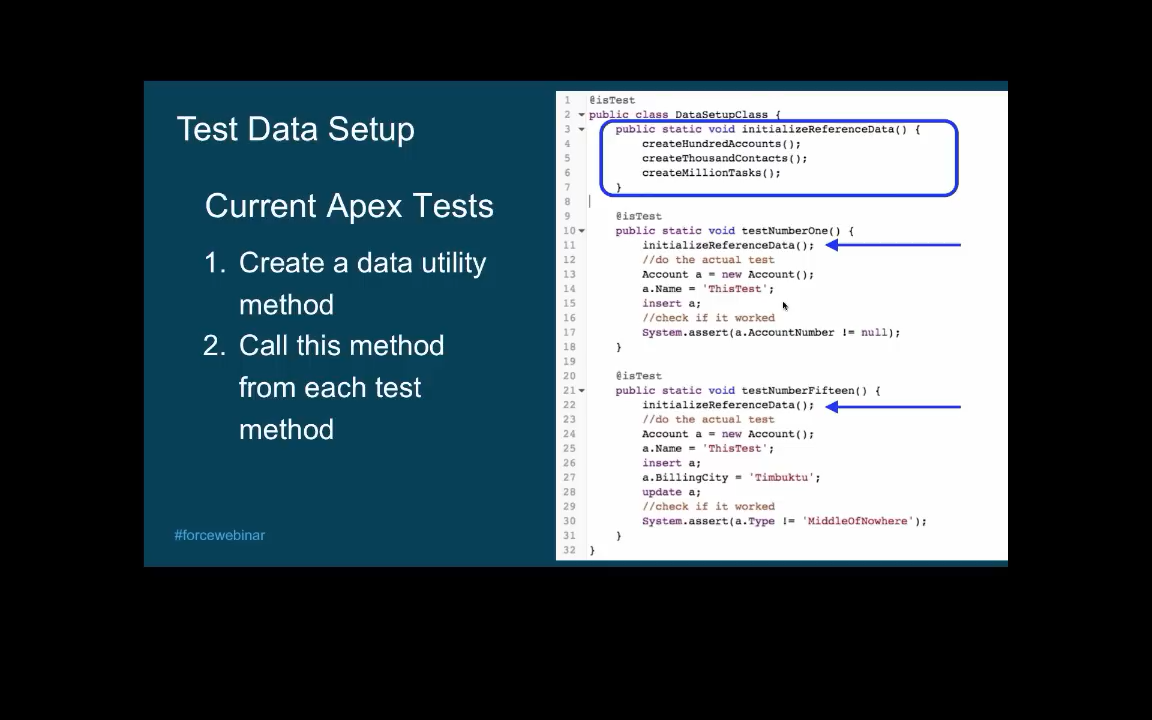 Test Data Setup
Current Apex Tests
1. Create a data utility
method
2. Call this method
from each test
method
#forcewebinar
1 @isTest
2 public class DataSetupClass {
3 public static void initializeReferenceData() {
4 createHundredAccounts();
5 createThousandContacts();
6 createMillionTasks();
7 }
8
9 @isTest
10 public static void testNumberOne() {
11 initializeReferenceData();
12 //do the actual test
13 Account a = new Account();
14 a.Name = 'ThisTest';
15 insert a;
16 //check if it worked
17 System.assert(a.AccountNumber != null);
18 }
19
20 @isTest
21 public static void testNumberFifteen() {
22 initializeReferenceData();
23 //do the actual test
24 Account a = new Account();
25 a.Name = 'ThisTest';
26 insert a;
27 a.BillingCity = 'Timbuktu';
28 update a;
29 //check if it worked
30 System.assert(a.Type != 'MiddleOfNowhere');
31 }
32 }